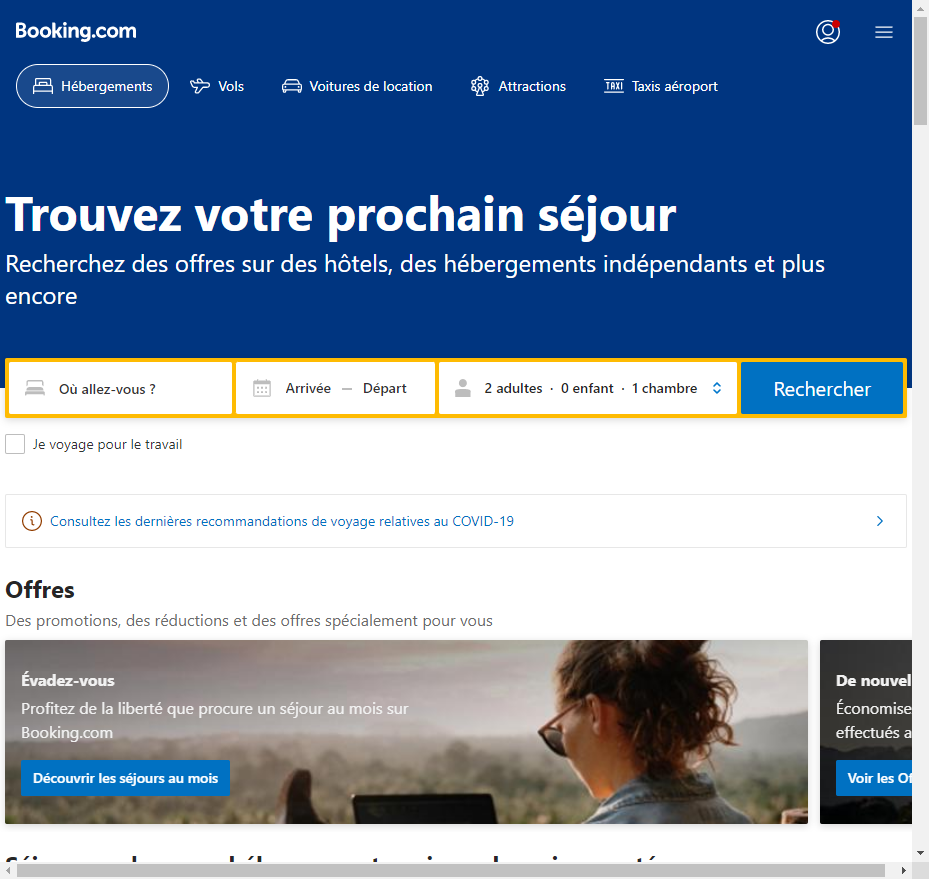 Booking.com
Hébergements
Vols
Voitures de location
Attractions
TAXI Taxis aéroport
Trouvez votre prochain séjour
Recherchez des offres sur des hôtels, des hébergements indépendants et plus
encore
Où allez-vous ?
Arrivée — Départ
2 adultes · 0 enfant · 1 chambre
Rechercher
Je voyage pour le travail
Consultez les dernières recommandations de voyage relatives au COVID-19
Offres
Des promotions, des réductions et des offres spécialement pour vous
Évadez-vous
Profitez de la liberté que procure un séjour au mois sur
Booking.com
Découvrir les séjours au mois
De nouvel
Économise
effectués a
Voir les Of